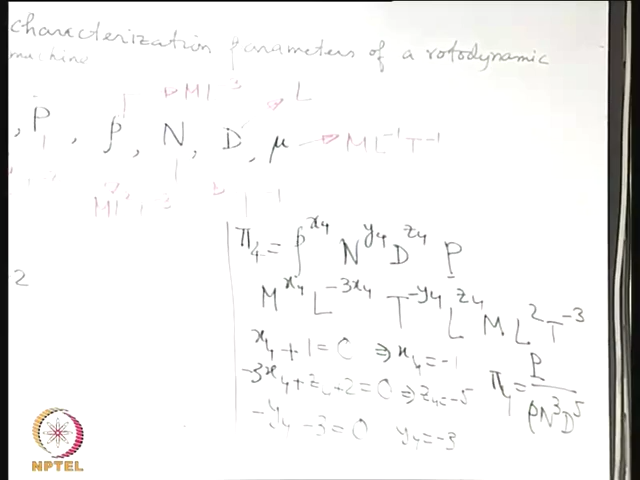 characterization parameters of a rotodynamic
machine
, P, ρ, N, D, μ → ML⁻¹T⁻¹
L
2
π₄ = ρ^x₄ N^y₄ D^z₄ P
M^x₄ L^-3x₄ T^-y₄ L^z₄ M L² T⁻³
x₄ + 1 = 0 ⇒ x₄ = -1
-3x₄ + z₄ + 2 = 0 ⇒ z₄ = -5
-y₄ - 3 = 0 y₄ = -3
π₄ = P / ρN³D⁵
NPTEL